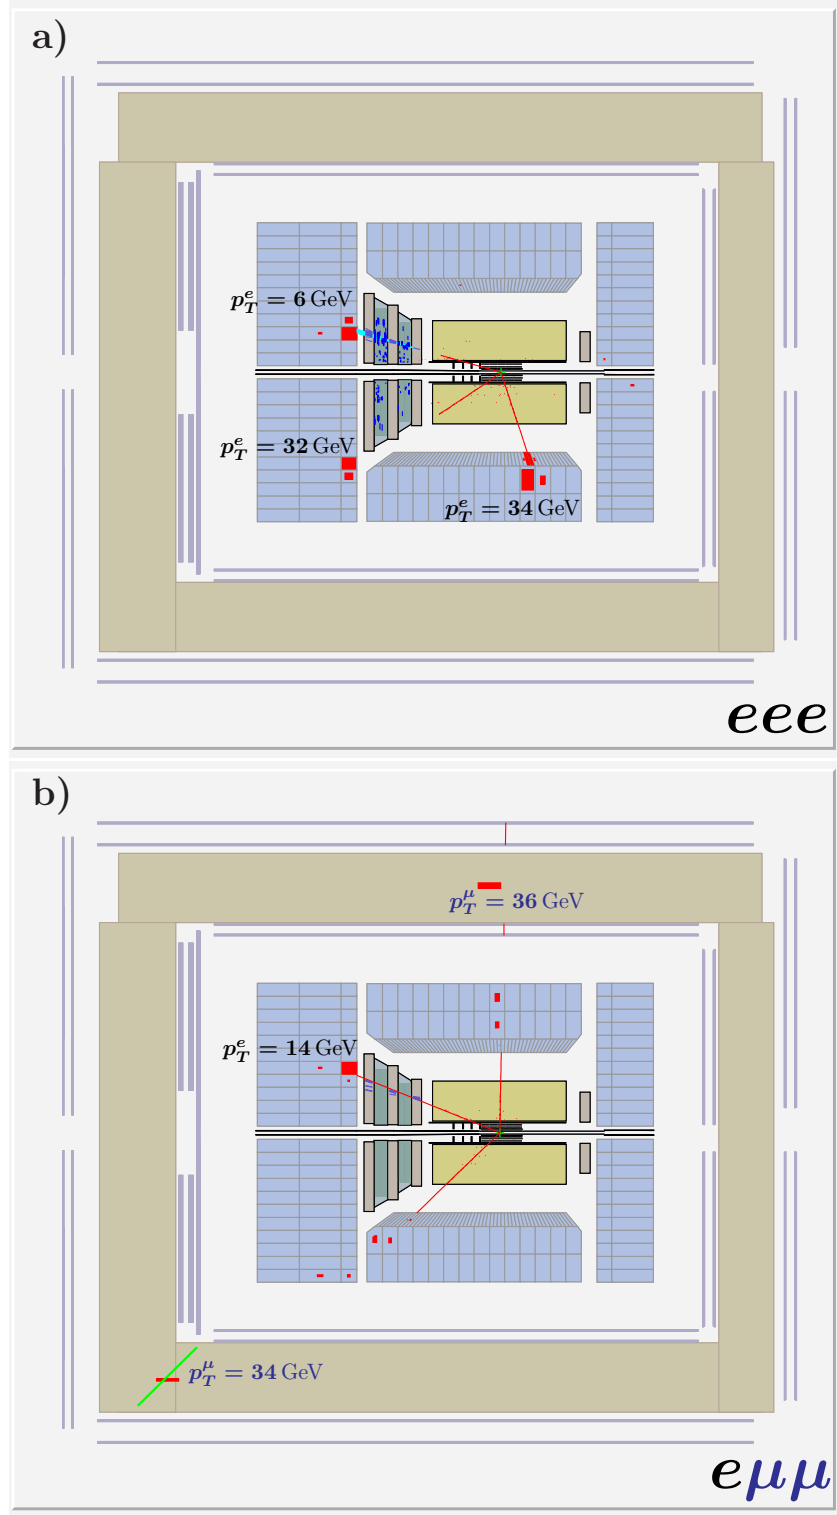 a)
p_T^e = 6 GeV
p_T^e = 32 GeV
p_T^e = 34 GeV
eee
b)
p_T^μ = 36 GeV
p_T^e = 14 GeV
p_T^μ = 34 GeV
eμμ